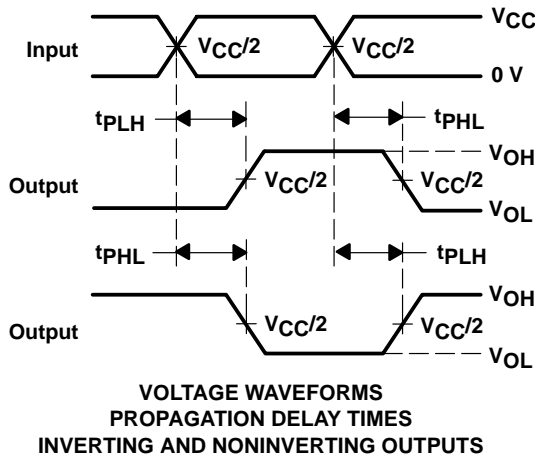 VCC
Input
VCC/2
VCC/2
0 V
tPLH
tPHL
VOH
Output
VCC/2
VCC/2
VOL
tPHL
tPLH
VOH
Output
VCC/2
VCC/2
VOL
VOLTAGE WAVEFORMS
PROPAGATION DELAY TIMES
INVERTING AND NONINVERTING OUTPUTS